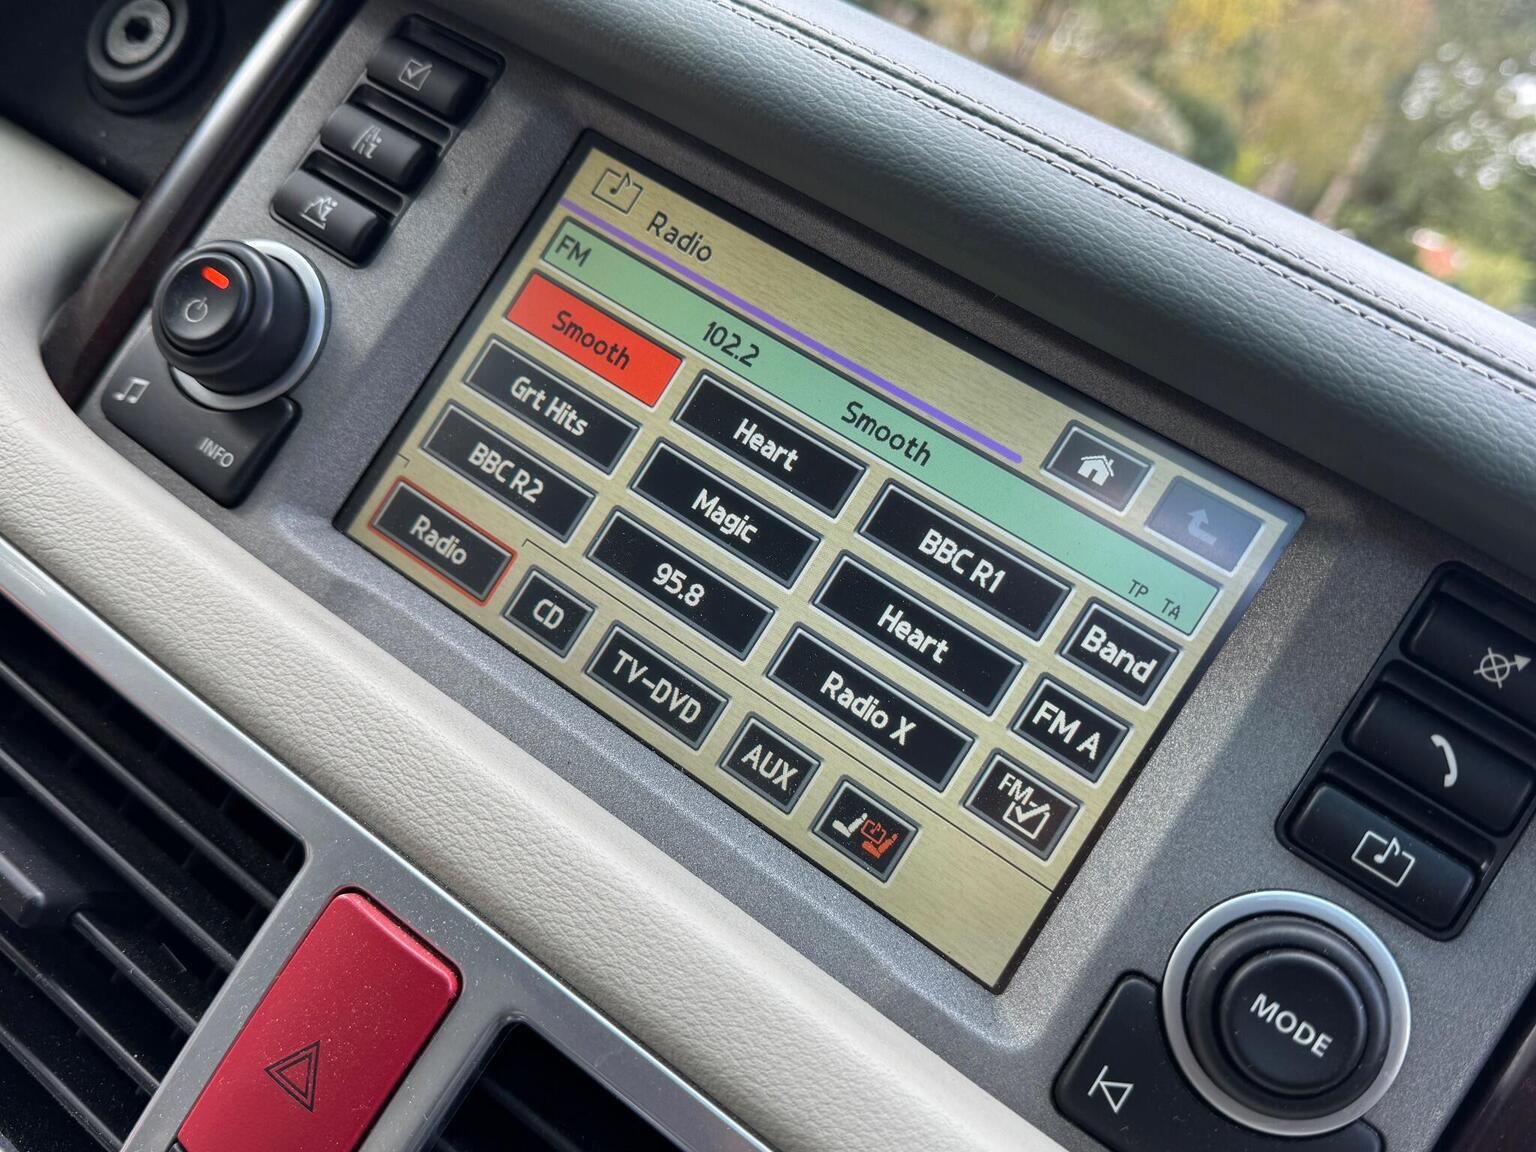 Radio
FM 102.2 Smooth TP TA
Smooth Heart BBC R1 Band
Grt Hits Magic Heart FM A
BBC R2 95.8 Radio X FM
Radio CD TV-DVD AUX
INFO
MODE